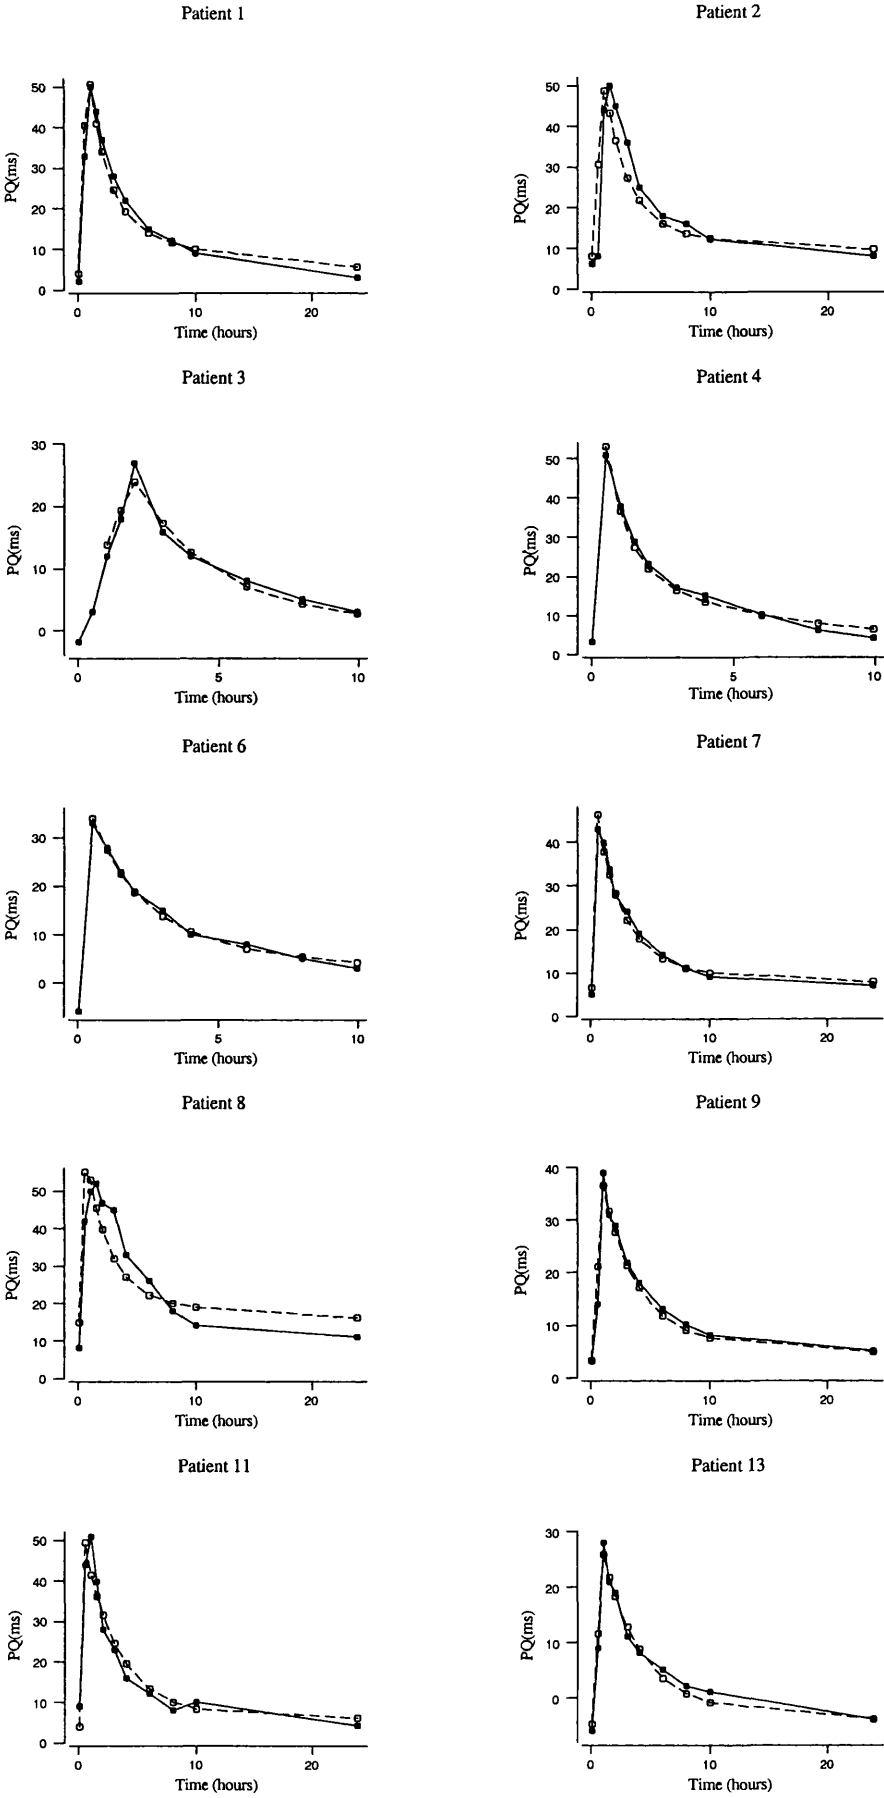 Patient 1
50
40
30
20
10
0
PQ(ms)
0 10 20
Time (hours)
Patient 2
50
40
30
20
10
0
PQ(ms)
0 10 20
Time (hours)
Patient 3
30
20
10
0
PQ(ms)
0 5 10
Time (hours)
Patient 4
50
40
30
20
10
0
PQ(ms)
0 5 10
Time (hours)
Patient 6
30
20
10
0
PQ(ms)
0 5 10
Time (hours)
Patient 7
40
30
20
10
0
PQ(ms)
0 10 20
Time (hours)
Patient 8
50
40
30
20
10
0
PQ(ms)
0 10 20
Time (hours)
Patient 9
40
30
20
10
0
PQ(ms)
0 10 20
Time (hours)
Patient 11
50
40
30
20
10
0
PQ(ms)
0 10 20
Time (hours)
Patient 13
30
20
10
0
PQ(ms)
0 10 20
Time (hours)